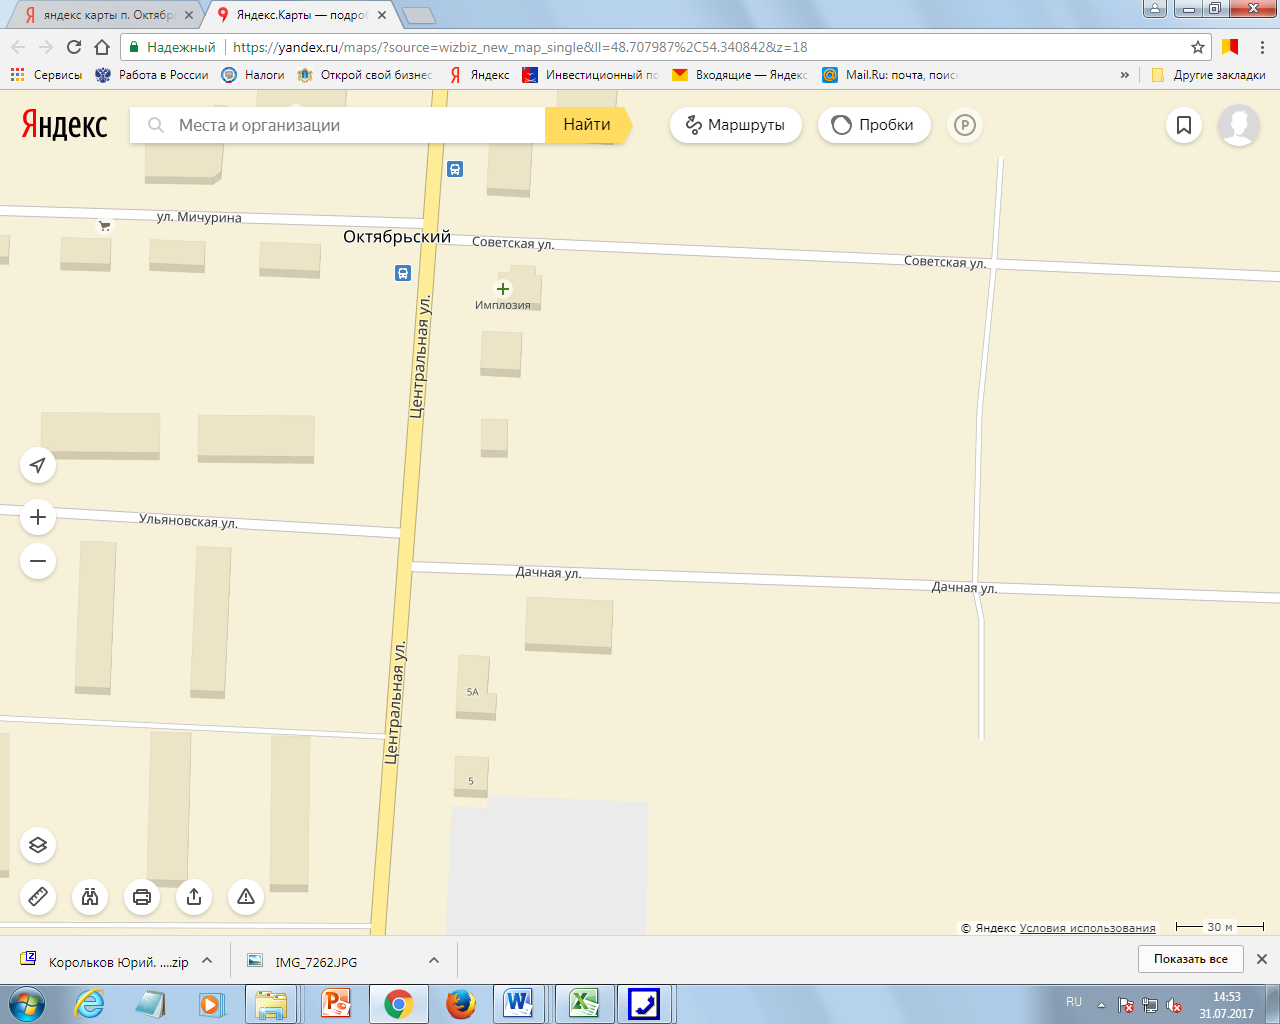 яндекс карты п. Октябр
Яндекс.Карты — подроб
Надежный
https://yandex.ru/maps/?source=wizbiz_new_map_single&ll=48.707987%2C54.340842&z=18
Сервисы
Работа в России
Налоги
Открой свой бизнес
Яндекс
Инвестиционный по
Входящие — Яндекс
Mail.Ru: почта, поис
»
Другие закладки
Яндекс
Места и организации
Найти
Маршруты
Пробки
P
ул. Мичурина
Октябрьский
Советская ул.
Советская ул.
Имплозия
Центральная ул.
Ульяновская ул.
Дачная ул.
Дачная ул.
5А
Центральная ул.
5
© Яндекс Условия использования
30 м
Корольков Юрий. ....zip
IMG_7262.JPG
Показать все
RU
14:53
31.07.2017